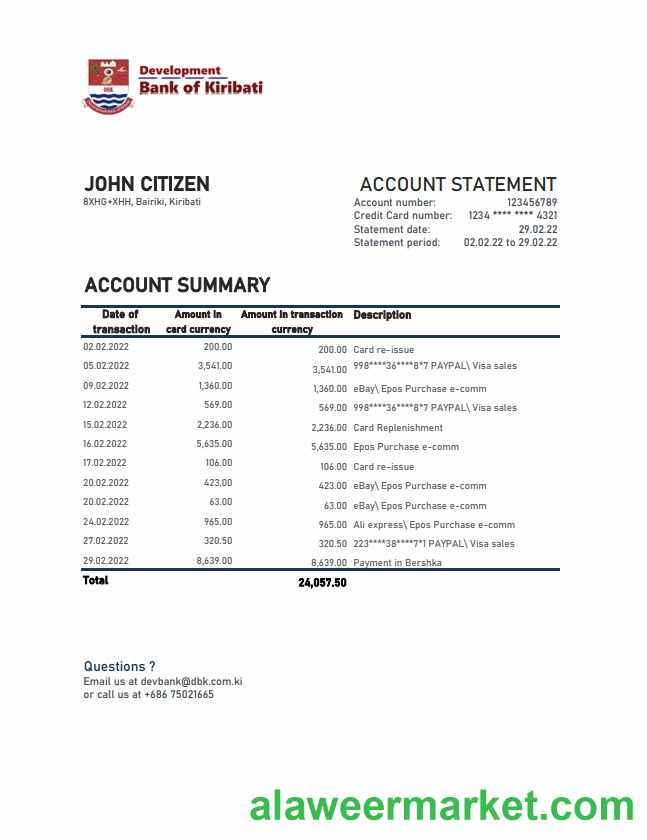 Development
Bank of Kiribati
JOHN CITIZEN
8XHG+XHH, Bairiki, Kiribati
ACCOUNT STATEMENT
Account number: 123456789
Credit Card number: 1234 **** **** 4321
Statement date: 29.02.22
Statement period: 02.02.22 to 29.02.22
ACCOUNT SUMMARY
Date of transaction Amount in card currency Amount in transaction currency Description
02.02.2022 200.00 200.00 Card re-issue
05.02.2022 3,541.00 3,541.00 998****36****8*7 PAYPAL\ Visa sales
09.02.2022 1,360.00 1,360.00 eBay\ Epos Purchase e-comm
12.02.2022 569.00 569.00 998****36****8*7 PAYPAL\ Visa sales
15.02.2022 2,236.00 2,236.00 Card Replenishment
16.02.2022 5,635.00 5,635.00 Epos Purchase e-comm
17.02.2022 106.00 106.00 Card re-issue
20.02.2022 423.00 423.00 eBay\ Epos Purchase e-comm
20.02.2022 63.00 63.00 eBay\ Epos Purchase e-comm
24.02.2022 965.00 965.00 Ali express\ Epos Purchase e-comm
27.02.2022 320.50 320.50 223****38****7*1 PAYPAL\ Visa sales
29.02.2022 8,639.00 8,639.00 Payment in Bershka
Total 24,057.50
Questions ?
Email us at devbank@dbk.com.ki
or call us at +686 75021665
alaweermarket.com